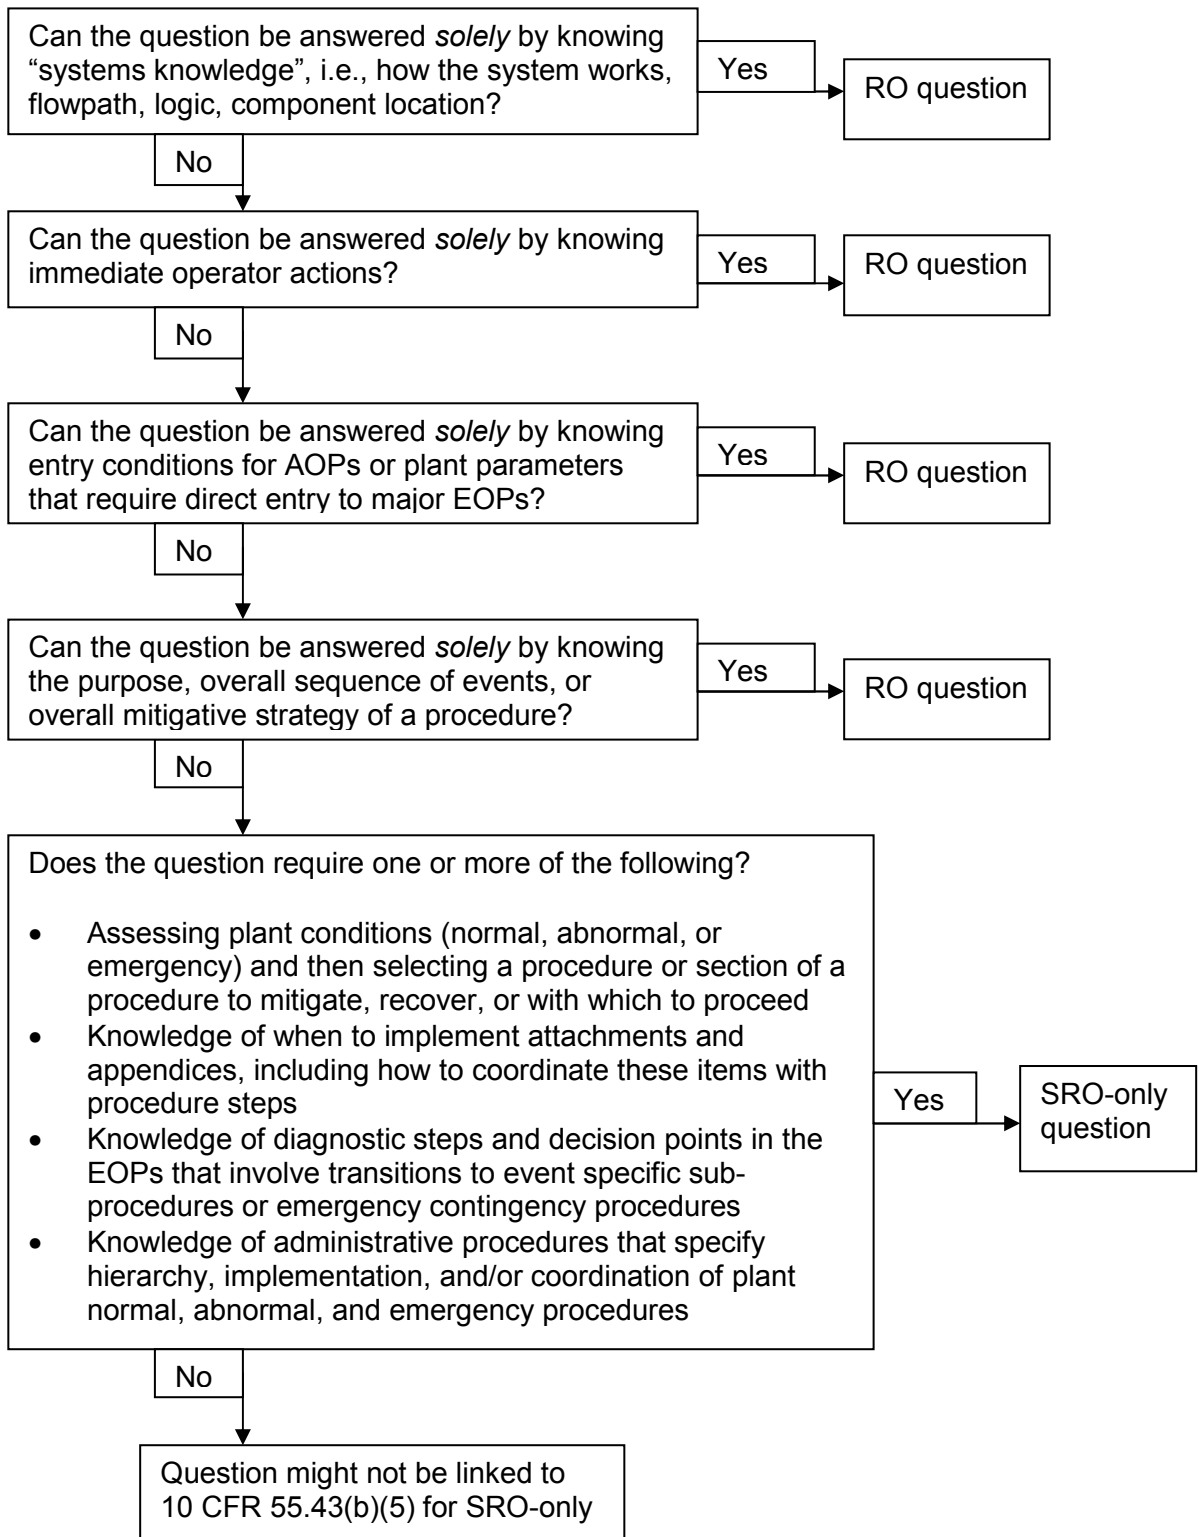 Can the question be answered solely by knowing
“systems knowledge”, i.e., how the system works,
flowpath, logic, component location?
Yes
RO question
No
Can the question be answered solely by knowing
immediate operator actions?
Yes
RO question
No
Can the question be answered solely by knowing
entry conditions for AOPs or plant parameters
that require direct entry to major EOPs?
Yes
RO question
No
Can the question be answered solely by knowing
the purpose, overall sequence of events, or
overall mitigative strategy of a procedure?
Yes
RO question
No
Does the question require one or more of the following?
• Assessing plant conditions (normal, abnormal, or
emergency) and then selecting a procedure or section of a
procedure to mitigate, recover, or with which to proceed
• Knowledge of when to implement attachments and
appendices, including how to coordinate these items with
procedure steps
• Knowledge of diagnostic steps and decision points in the
EOPs that involve transitions to event specific sub-
procedures or emergency contingency procedures
• Knowledge of administrative procedures that specify
hierarchy, implementation, and/or coordination of plant
normal, abnormal, and emergency procedures
Yes
SRO-only
question
No
Question might not be linked to
10 CFR 55.43(b)(5) for SRO-only